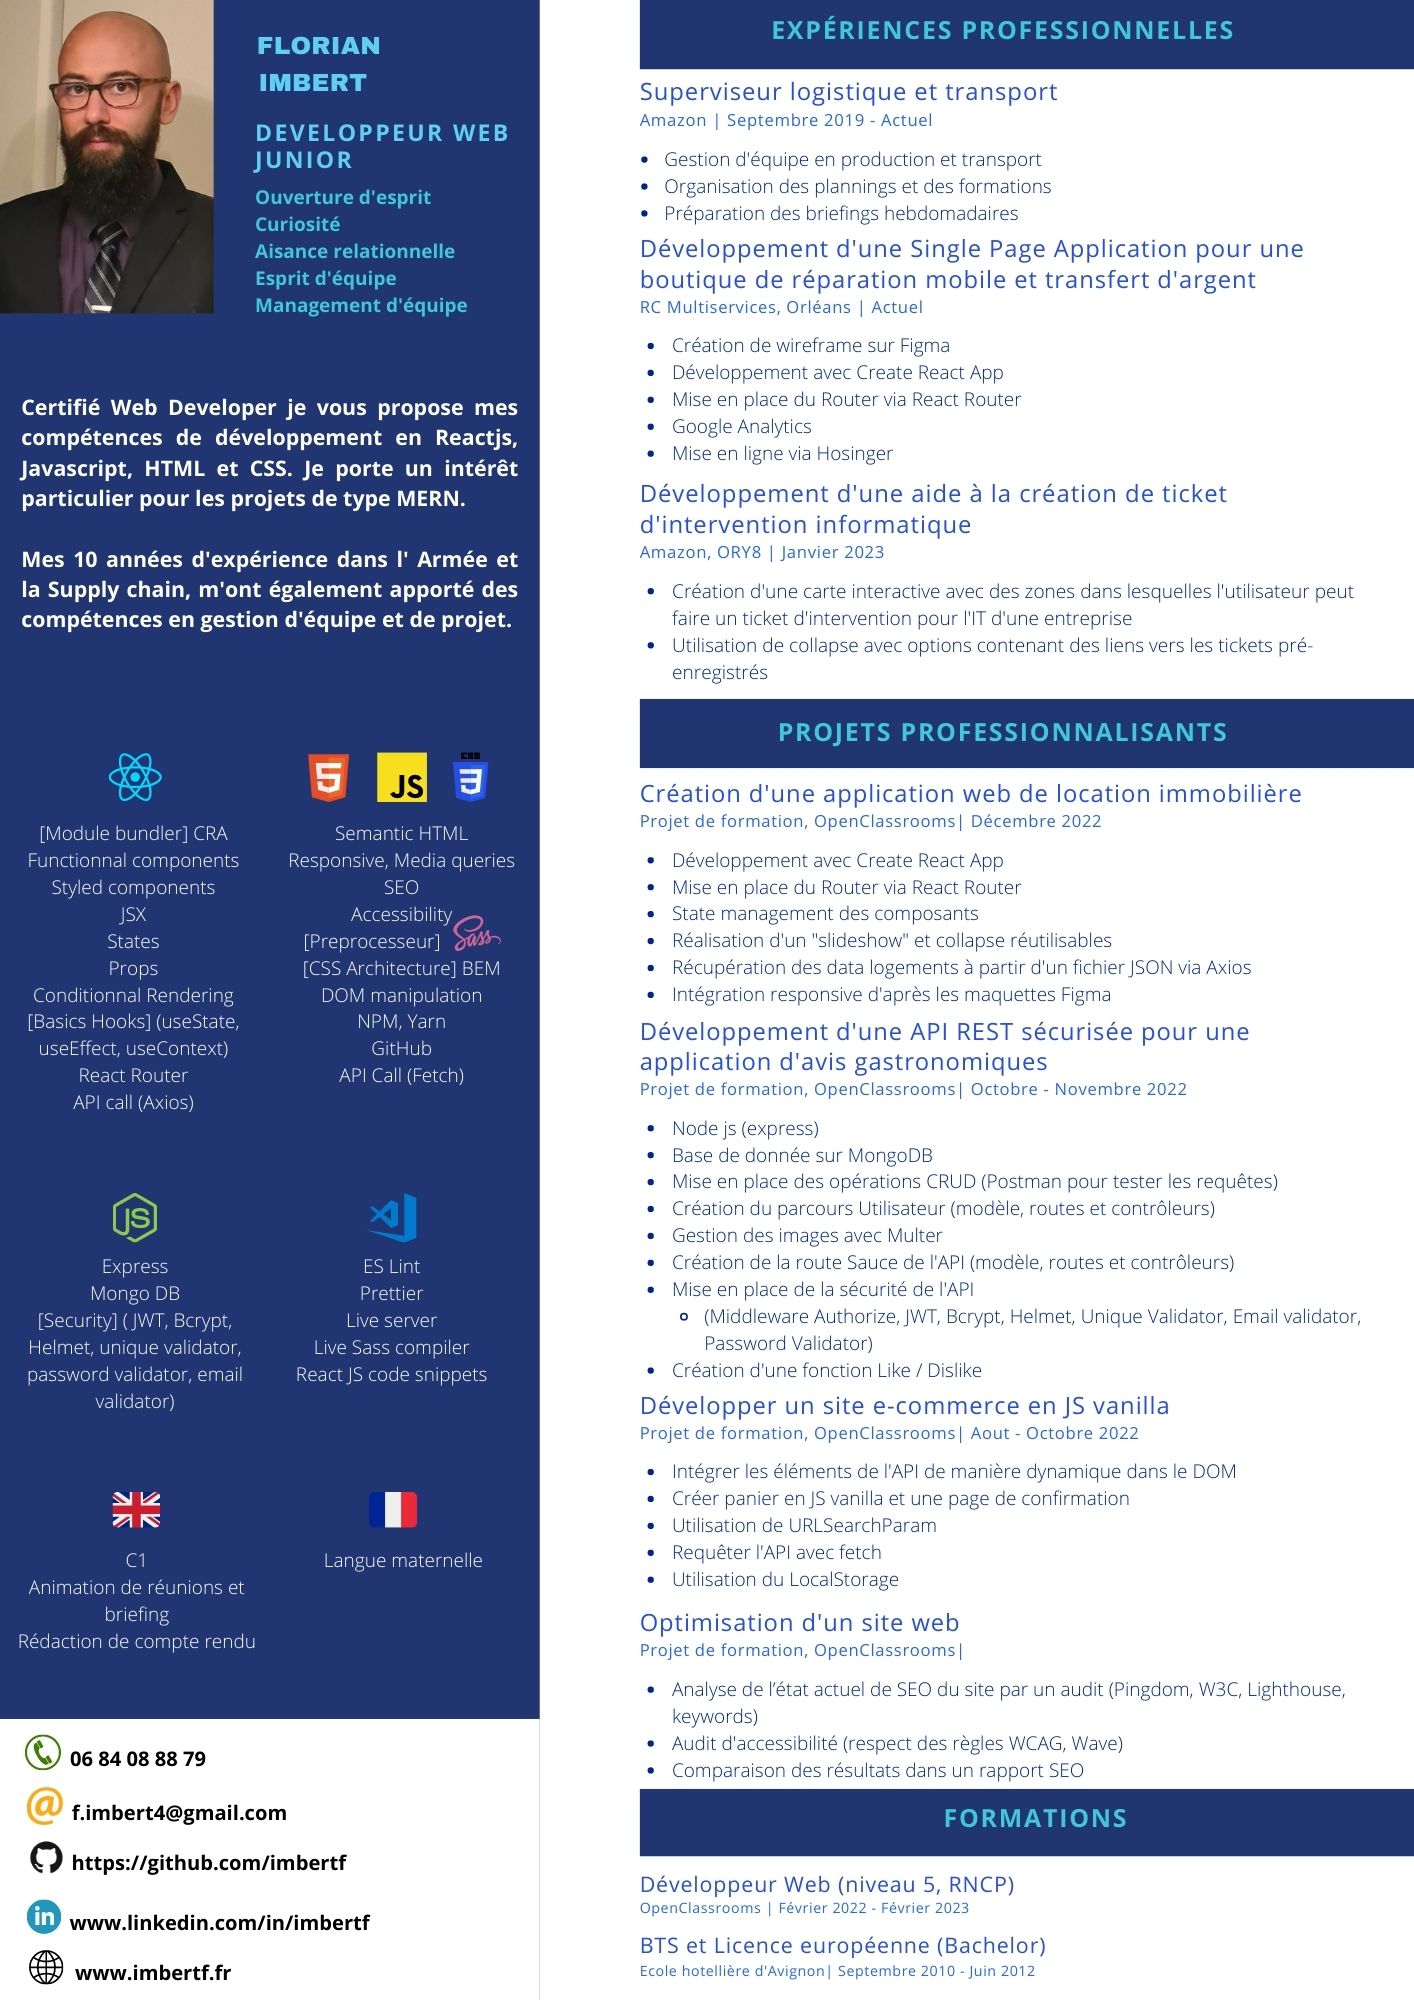 FLORIAN
IMBERT
DEVELOPPEUR WEB
JUNIOR
Ouverture d'esprit
Curiosité
Aisance relationnelle
Esprit d'équipe
Management d'équipe
Certifié Web Developer je vous propose mes
compétences de développement en Reactjs,
Javascript, HTML et CSS. Je porte un intérêt
particulier pour les projets de type MERN.
Mes 10 années d'expérience dans l' Armée et
la Supply chain, m'ont également apporté des
compétences en gestion d'équipe et de projet.
[Module bundler] CRA
Functionnal components
Styled components
JSX
States
Props
Conditionnal Rendering
[Basics Hooks] (useState,
useEffect, useContext)
React Router
API call (Axios)
5
JS
CSS
3
Semantic HTML
Responsive, Media queries
SEO
Accessibility
[Preprocesseur] Sass
[CSS Architecture] BEM
DOM manipulation
NPM, Yarn
GitHub
API Call (Fetch)
JS
Express
Mongo DB
[Security] ( JWT, Bcrypt,
Helmet, unique validator,
password validator, email
validator)
ES Lint
Prettier
Live server
Live Sass compiler
React JS code snippets
C1
Animation de réunions et
briefing
Rédaction de compte rendu
Langue maternelle
06 84 08 88 79
@ f.imbert4@gmail.com
https://github.com/imbertf
in www.linkedin.com/in/imbertf
www.imbertf.fr
EXPÉRIENCES PROFESSIONNELLES
Superviseur logistique et transport
Amazon | Septembre 2019 - Actuel
• Gestion d'équipe en production et transport
• Organisation des plannings et des formations
• Préparation des briefings hebdomadaires
Développement d'une Single Page Application pour une
boutique de réparation mobile et transfert d'argent
RC Multiservices, Orléans | Actuel
• Création de wireframe sur Figma
• Développement avec Create React App
• Mise en place du Router via React Router
• Google Analytics
• Mise en ligne via Hosinger
Développement d'une aide à la création de ticket
d'intervention informatique
Amazon, ORY8 | Janvier 2023
• Création d'une carte interactive avec des zones dans lesquelles l'utilisateur peut
faire un ticket d'intervention pour l'IT d'une entreprise
• Utilisation de collapse avec options contenant des liens vers les tickets pré-
enregistrés
PROJETS PROFESSIONNALISANTS
Création d'une application web de location immobilière
Projet de formation, OpenClassrooms| Décembre 2022
• Développement avec Create React App
• Mise en place du Router via React Router
• State management des composants
• Réalisation d'un "slideshow" et collapse réutilisables
• Récupération des data logements à partir d'un fichier JSON via Axios
• Intégration responsive d'après les maquettes Figma
Développement d'une API REST sécurisée pour une
application d'avis gastronomiques
Projet de formation, OpenClassrooms| Octobre - Novembre 2022
• Node js (express)
• Base de donnée sur MongoDB
• Mise en place des opérations CRUD (Postman pour tester les requêtes)
• Création du parcours Utilisateur (modèle, routes et contrôleurs)
• Gestion des images avec Multer
• Création de la route Sauce de l'API (modèle, routes et contrôleurs)
• Mise en place de la sécurité de l'API
◦ (Middleware Authorize, JWT, Bcrypt, Helmet, Unique Validator, Email validator,
Password Validator)
• Création d'une fonction Like / Dislike
Développer un site e-commerce en JS vanilla
Projet de formation, OpenClassrooms| Aout - Octobre 2022
• Intégrer les éléments de l'API de manière dynamique dans le DOM
• Créer panier en JS vanilla et une page de confirmation
• Utilisation de URLSearchParam
• Requêter l'API avec fetch
• Utilisation du LocalStorage
Optimisation d'un site web
Projet de formation, OpenClassrooms|
• Analyse de l’état actuel de SEO du site par un audit (Pingdom, W3C, Lighthouse,
keywords)
• Audit d'accessibilité (respect des règles WCAG, Wave)
• Comparaison des résultats dans un rapport SEO
FORMATIONS
Développeur Web (niveau 5, RNCP)
OpenClassrooms | Février 2022 - Février 2023
BTS et Licence européenne (Bachelor)
Ecole hotellière d'Avignon| Septembre 2010 - Juin 2012